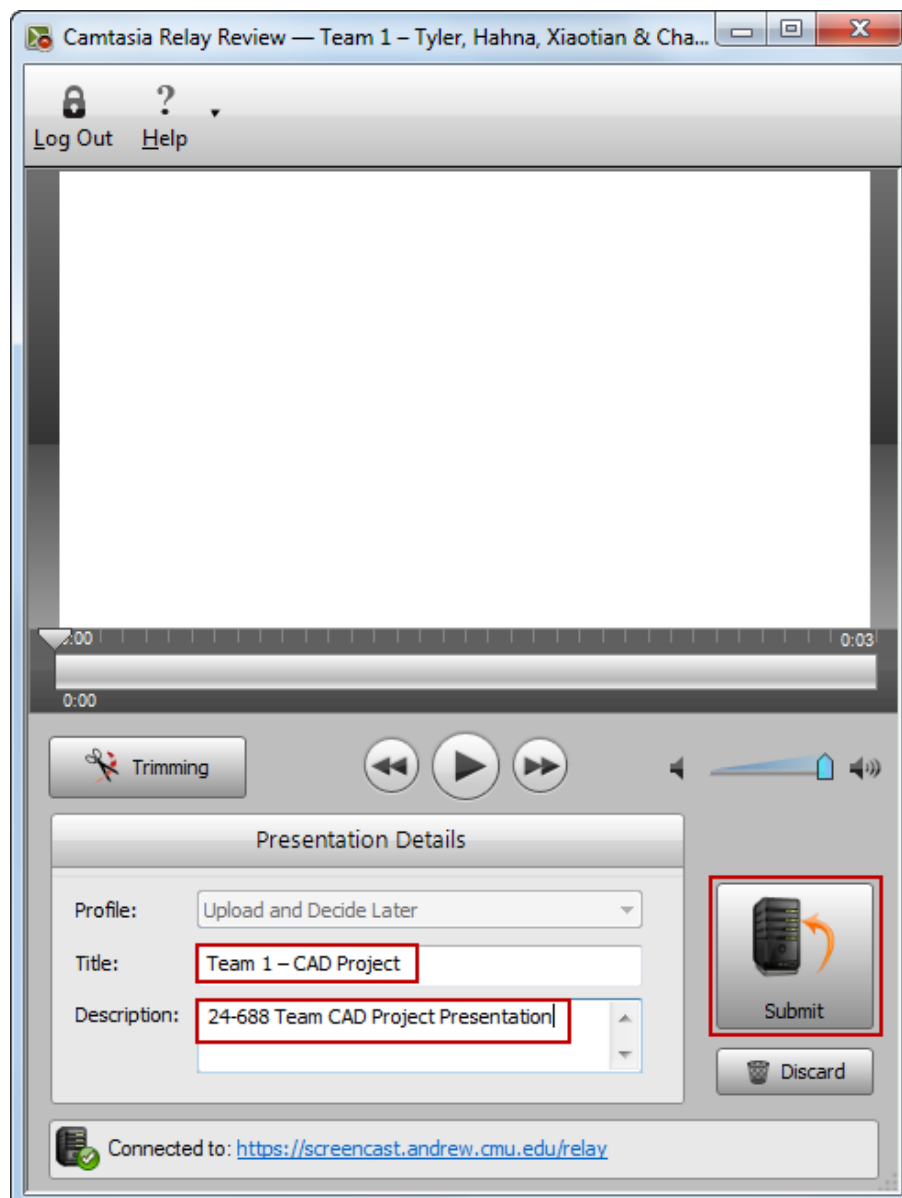 Camtasia Relay Review — Team 1 – Tyler, Hahna, Xiaotian & Cha...
Log Out Help
0:00 0:03
0:00
Trimming
Presentation Details
Profile: Upload and Decide Later
Title: Team 1 – CAD Project
Description: 24-688 Team CAD Project Presentation
Submit
Discard
Connected to: https://screencast.andrew.cmu.edu/relay